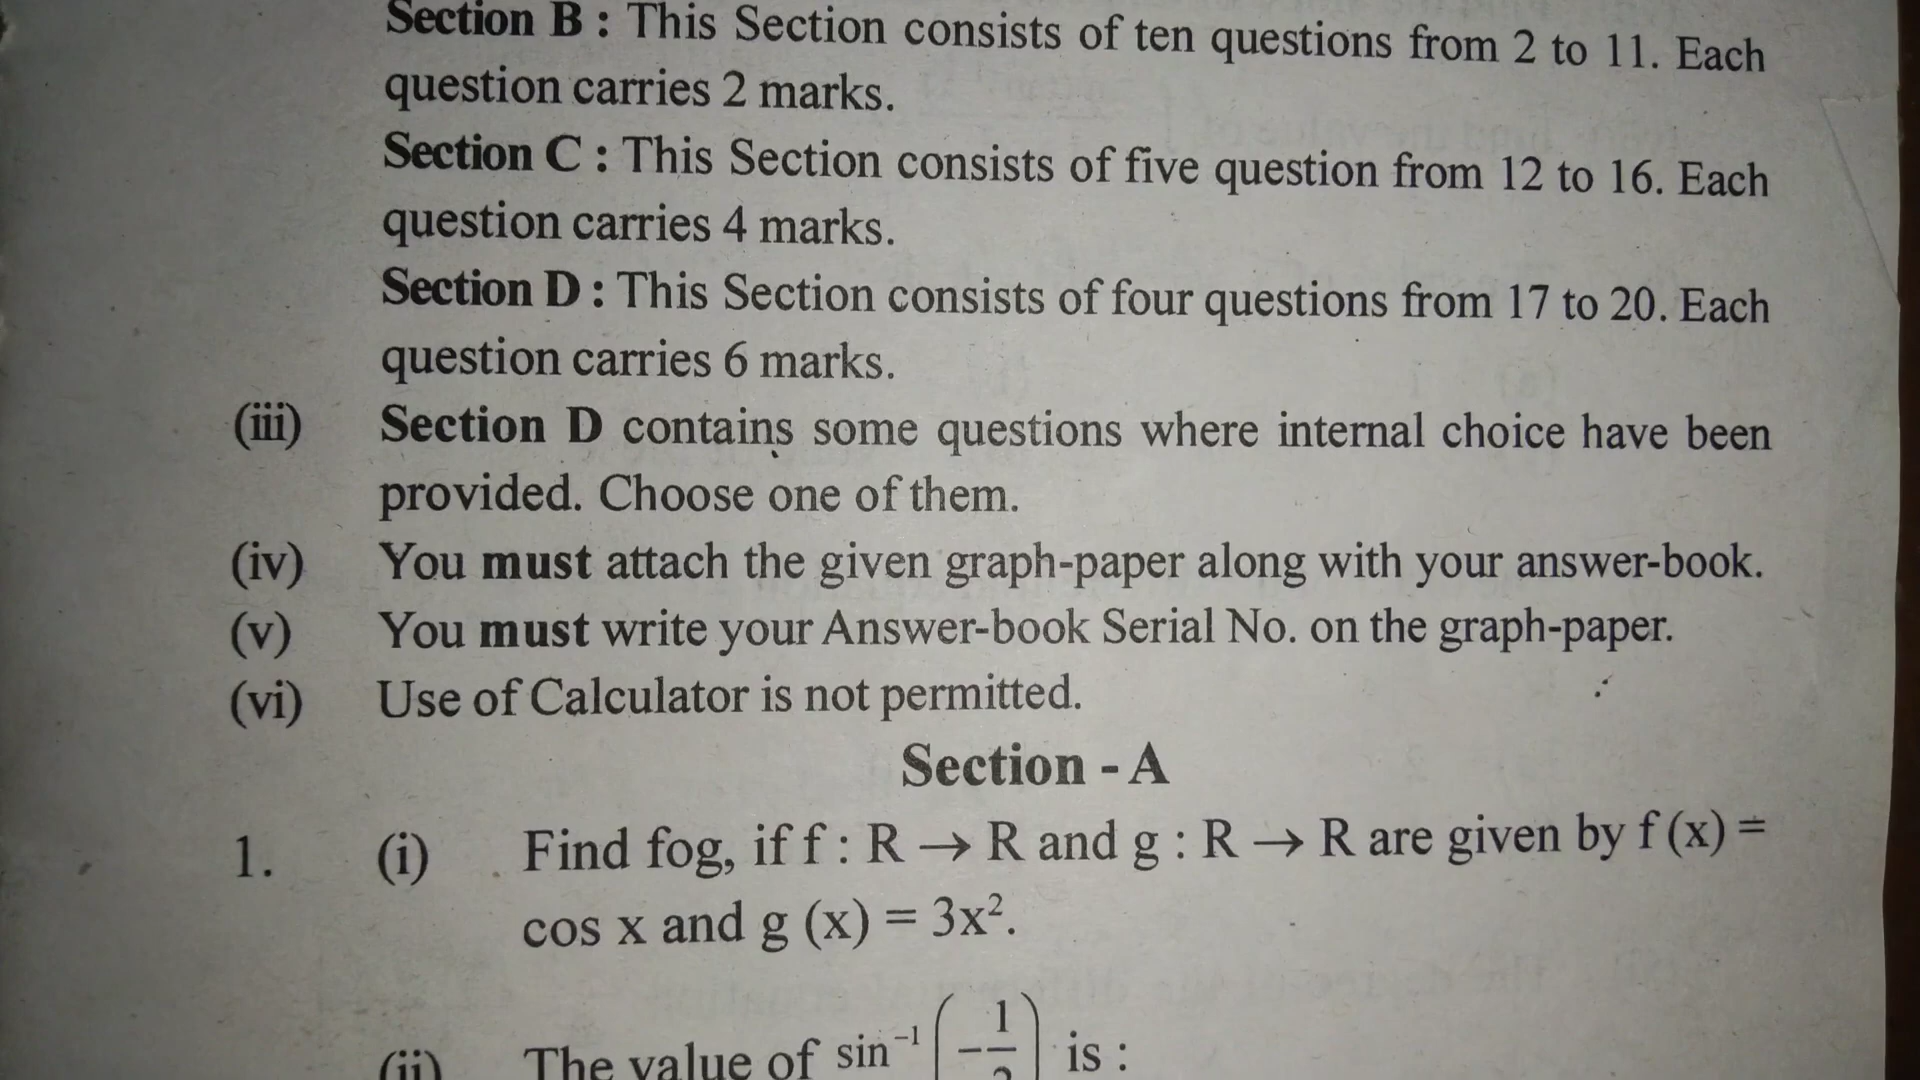 Section B : This Section consists of ten questions from 2 to 11. Each
question carries 2 marks.
Section C : This Section consists of five question from 12 to 16. Each
question carries 4 marks.
Section D : This Section consists of four questions from 17 to 20. Each
question carries 6 marks.
(iii) Section D contains some questions where internal choice have been
provided. Choose one of them.
(iv) You must attach the given graph-paper along with your answer-book.
(v) You must write your Answer-book Serial No. on the graph-paper.
(vi) Use of Calculator is not permitted.
Section - A
1. (i) Find fog, if f : R → R and g : R → R are given by f (x) =
cos x and g (x) = 3x².
(ii) The value of sin⁻¹ (-1/2) is :